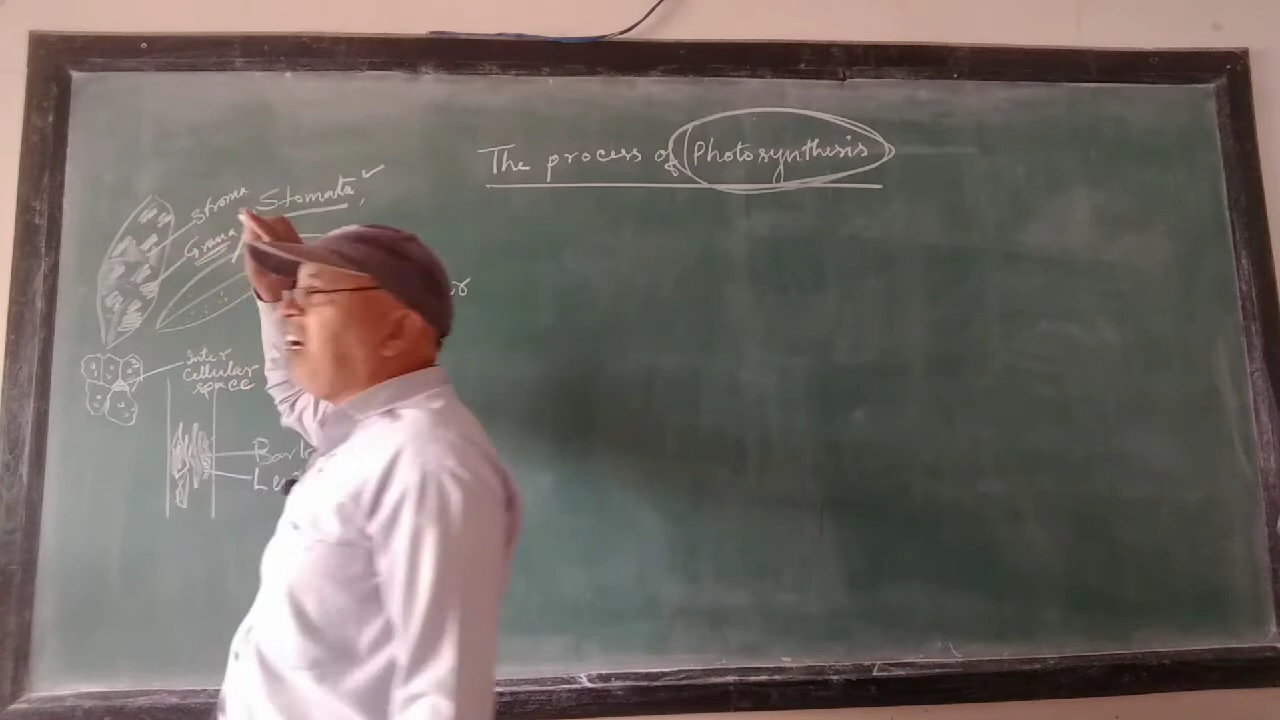 The process of Photosynthesis
Stroma
Stomata
Grana
Inter
cellular
space